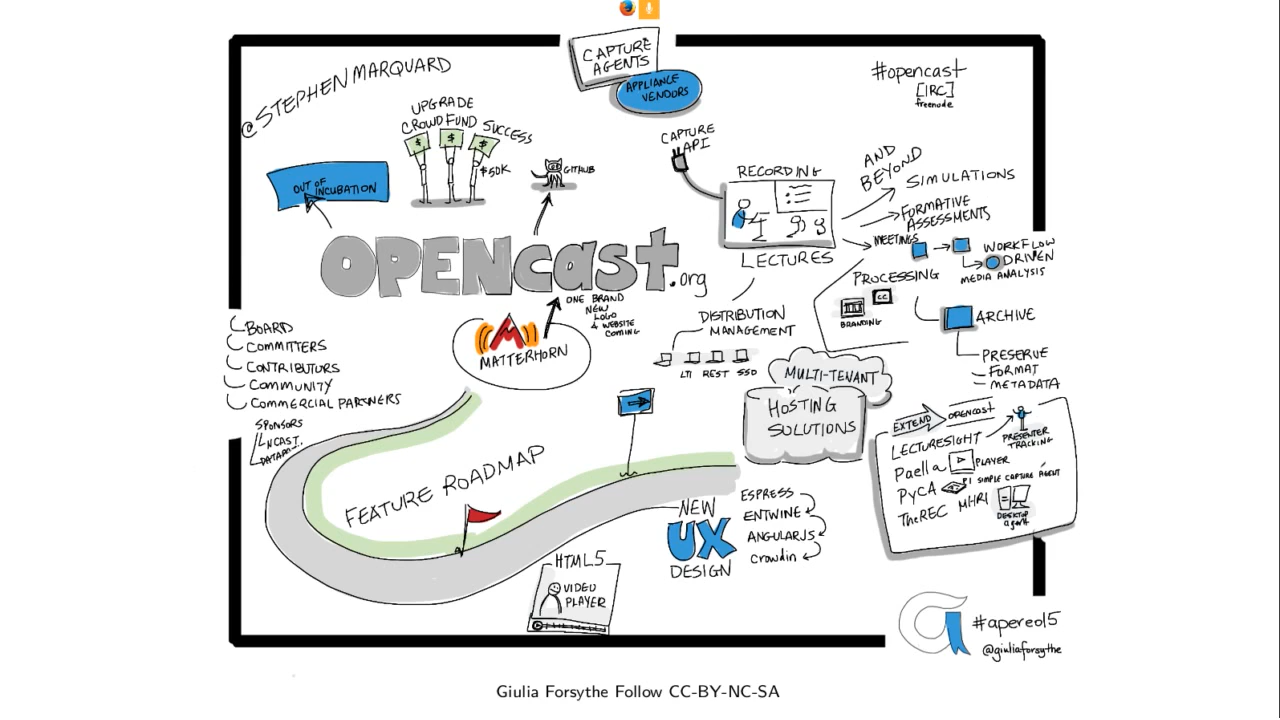 @STEPHEN MARQUARD
UPGRADE
CROWDFUND SUCCESS
$ $ $
$50K
OUT OF
INCUBATION
GITHUB
CAPTURE
AGENTS
APPLIANCE
VENDORS
#opencast
[IRC]
freenode
CAPTURE
API
RECORDING
LECTURES
AND
BEYOND
SIMULATIONS
FORMATIVE
ASSESSMENTS
MEETINGS
WORKFLOW
DRIVEN
MEDIA ANALYSIS
PROCESSING
CC
BRANDING
ARCHIVE
PRESERVE
FORMAT
METADATA
OPENcast.org
ONE BRAND
NEW
LOGO
& WEBSITE
COMING
MATTERHORN
DISTRIBUTION
MANAGEMENT
LTI REST SSO
BOARD
COMMITTERS
CONTRIBUTORS
COMMUNITY
COMMERCIAL PARTNERS
SPONSORS
NCAST
MULTI-TENANT
HOSTING
SOLUTIONS
EXTEND OPENCAST
LECTURESIGHT
PRESENTER
TRACKING
Paella PLAYER
PyCA PI SIMPLE CAPTURE AGENT
TheREC MHRI
DESKTOP
agent
FEATURE ROADMAP
NEW
UX
DESIGN
ESPRESS
ENTWINE
ANGULARJS
Crowdin
HTML5
VIDEO
PLAYER
#apereo15
@giuliaforsythe
Giulia Forsythe Follow CC-BY-NC-SA